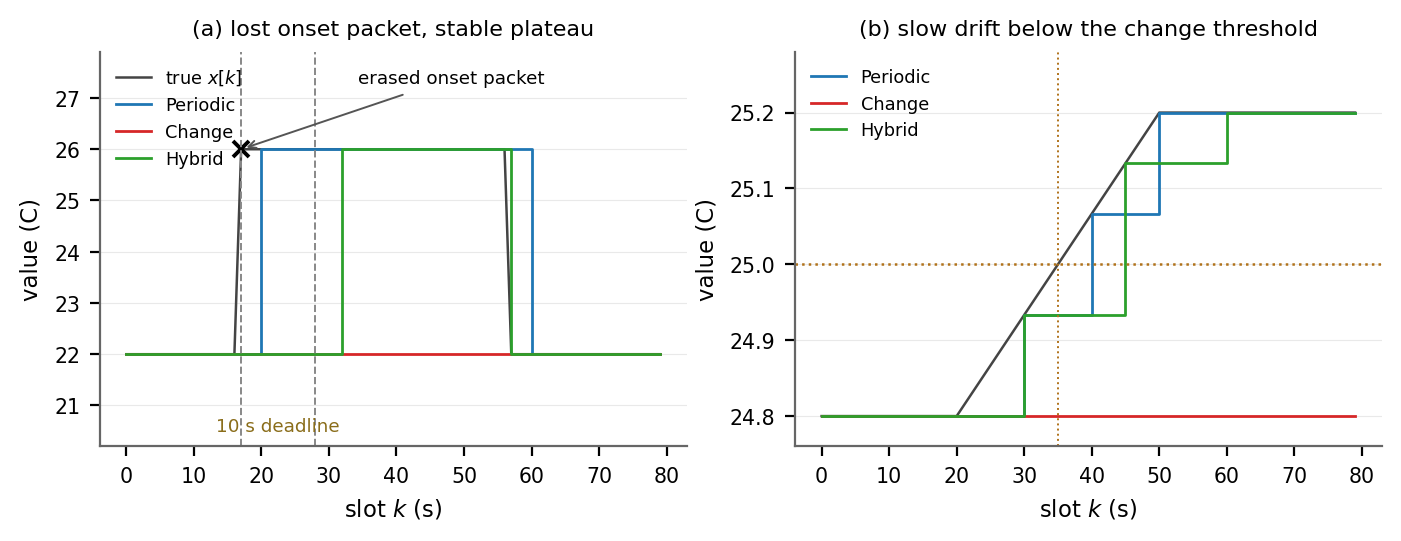 (a) lost onset packet, stable plateau
true x[k]
Periodic
Change
Hybrid
erased onset packet
10 s deadline
value (C)
27
26
25
24
23
22
21
0 10 20 30 40 50 60 70 80
slot k (s)
(b) slow drift below the change threshold
Periodic
Change
Hybrid
value (C)
25.2
25.1
25.0
24.9
24.8
0 10 20 30 40 50 60 70 80
slot k (s)